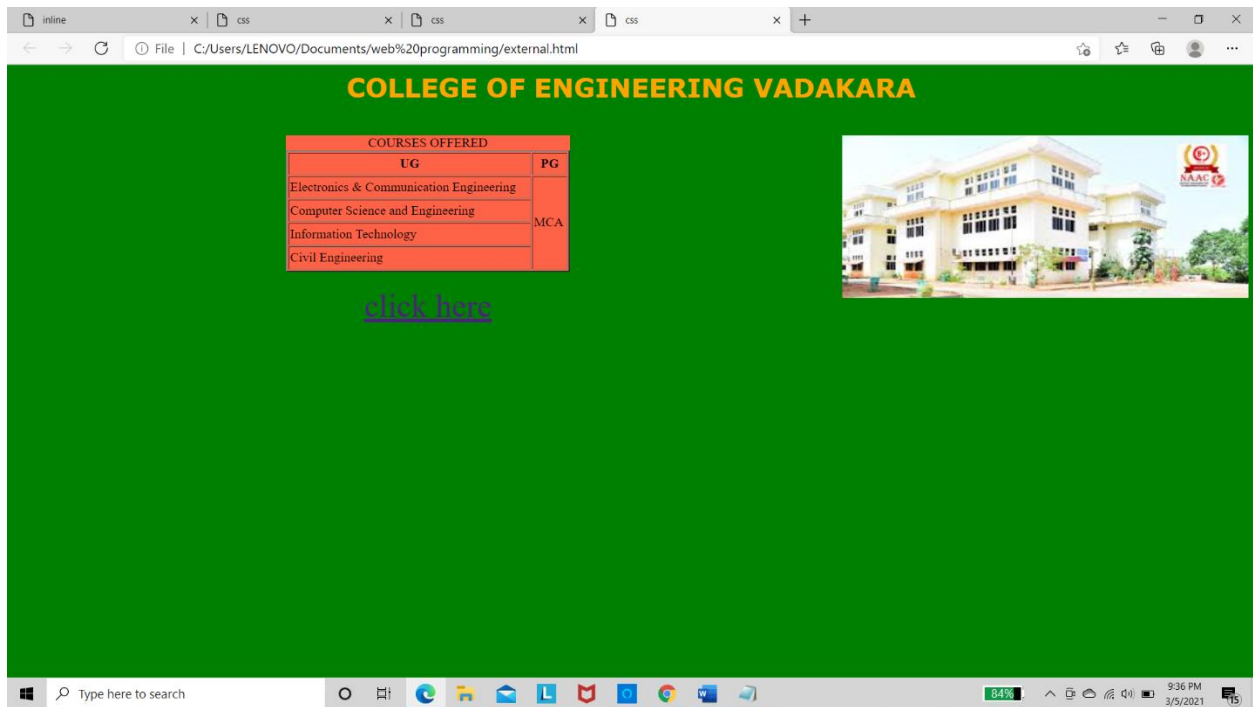 inline
css
css
css
File | C:/Users/LENOVO/Documents/web%20programming/external.html
COLLEGE OF ENGINEERING VADAKARA
COURSES OFFERED
UG PG
Electronics & Communication Engineering
Computer Science and Engineering
MCA
Information Technology
Civil Engineering
click here
NAAC
Type here to search
84%
9:36 PM
3/5/2021
15